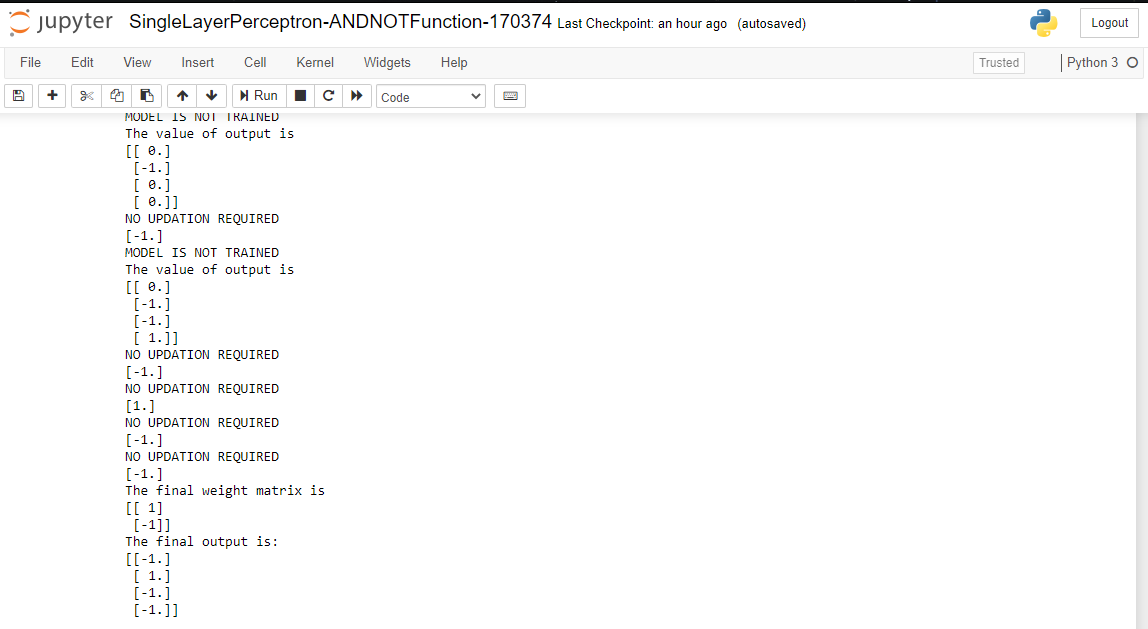 jupyter SingleLayerPerceptron-ANDNOTFunction-170374 Last Checkpoint: an hour ago (autosaved) Logout
File Edit View Insert Cell Kernel Widgets Help Trusted Python 3
Run Code
MODEL IS NOT TRAINED
The value of output is
[[ 0.]
 [-1.]
 [ 0.]
 [ 0.]]
NO UPDATION REQUIRED
[-1.]
MODEL IS NOT TRAINED
The value of output is
[[ 0.]
 [-1.]
 [-1.]
 [ 1.]]
NO UPDATION REQUIRED
[-1.]
NO UPDATION REQUIRED
[1.]
NO UPDATION REQUIRED
[-1.]
NO UPDATION REQUIRED
[-1.]
The final weight matrix is
[[ 1]
 [-1]]
The final output is:
[[-1.]
 [ 1.]
 [-1.]
 [-1.]]